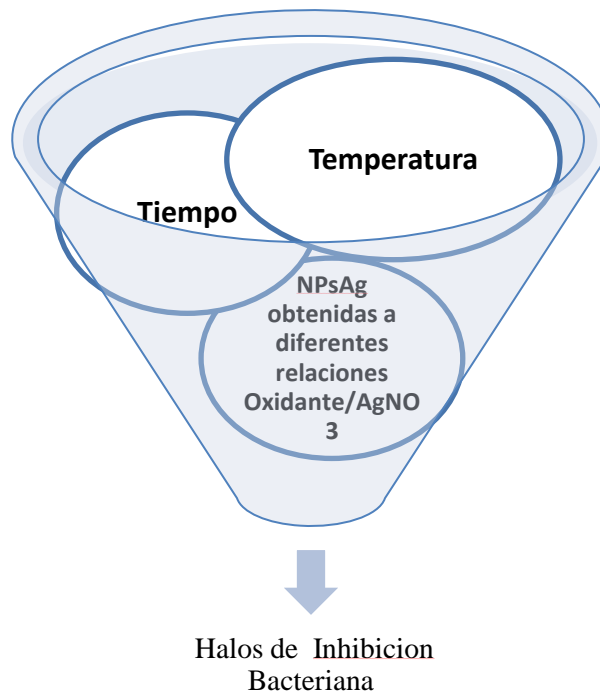 Temperatura
Tiempo
NPsAg
obtenidas a
diferentes
relaciones
Oxidante/AgNO
3
Halos de  Inhibicion
Bacteriana